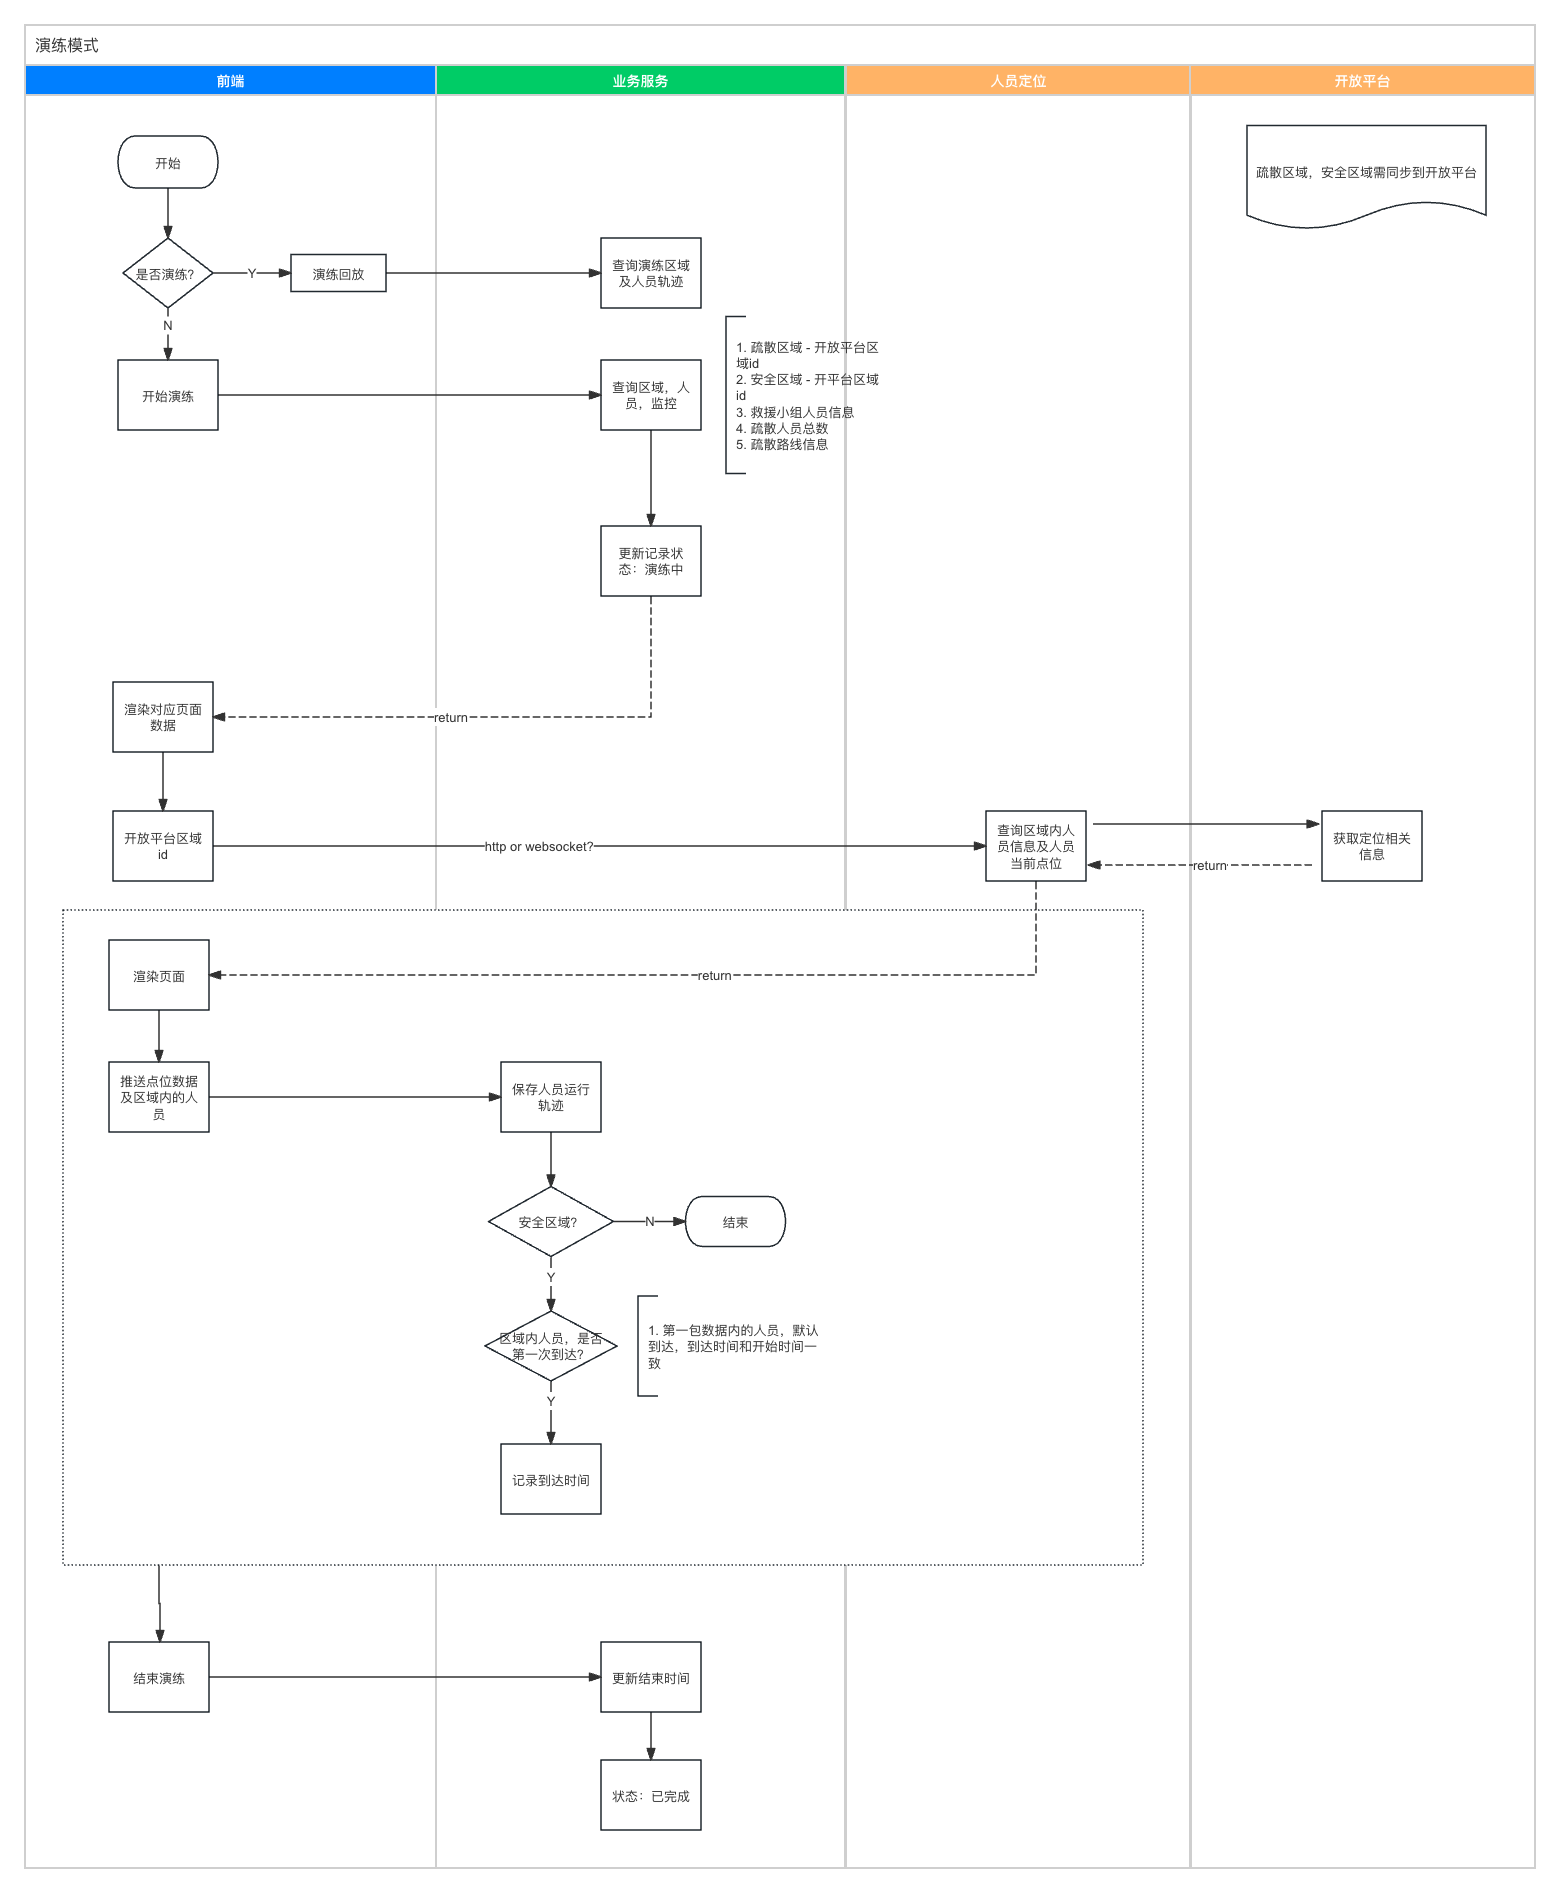 演练模式
前端
业务服务
人员定位
开放平台
开始
疏散区域，安全区域需同步到开放平台
是否演练?
Y
演练回放
查询演练区域
及人员轨迹
N
开始演练
查询区域，人
员，监控
1. 疏散区域 - 开放平台区
域id
2. 安全区域 - 开平台区域
id
3. 救援小组人员信息
4. 疏散人员总数
5. 疏散路线信息
更新记录状
态：演练中
return
渲染对应页面
数据
开放平台区域
id
http or websocket?
查询区域内人
员信息及人员
当前点位
return
获取定位相关
信息
渲染页面
return
推送点位数据
及区域内的人
员
保存人员运行
轨迹
安全区域?
N
结束
Y
区域内人员，是否
第一次到达?
1. 第一包数据内的人员，默认
到达，到达时间和开始时间一
致
Y
记录到达时间
结束演练
更新结束时间
状态：已完成